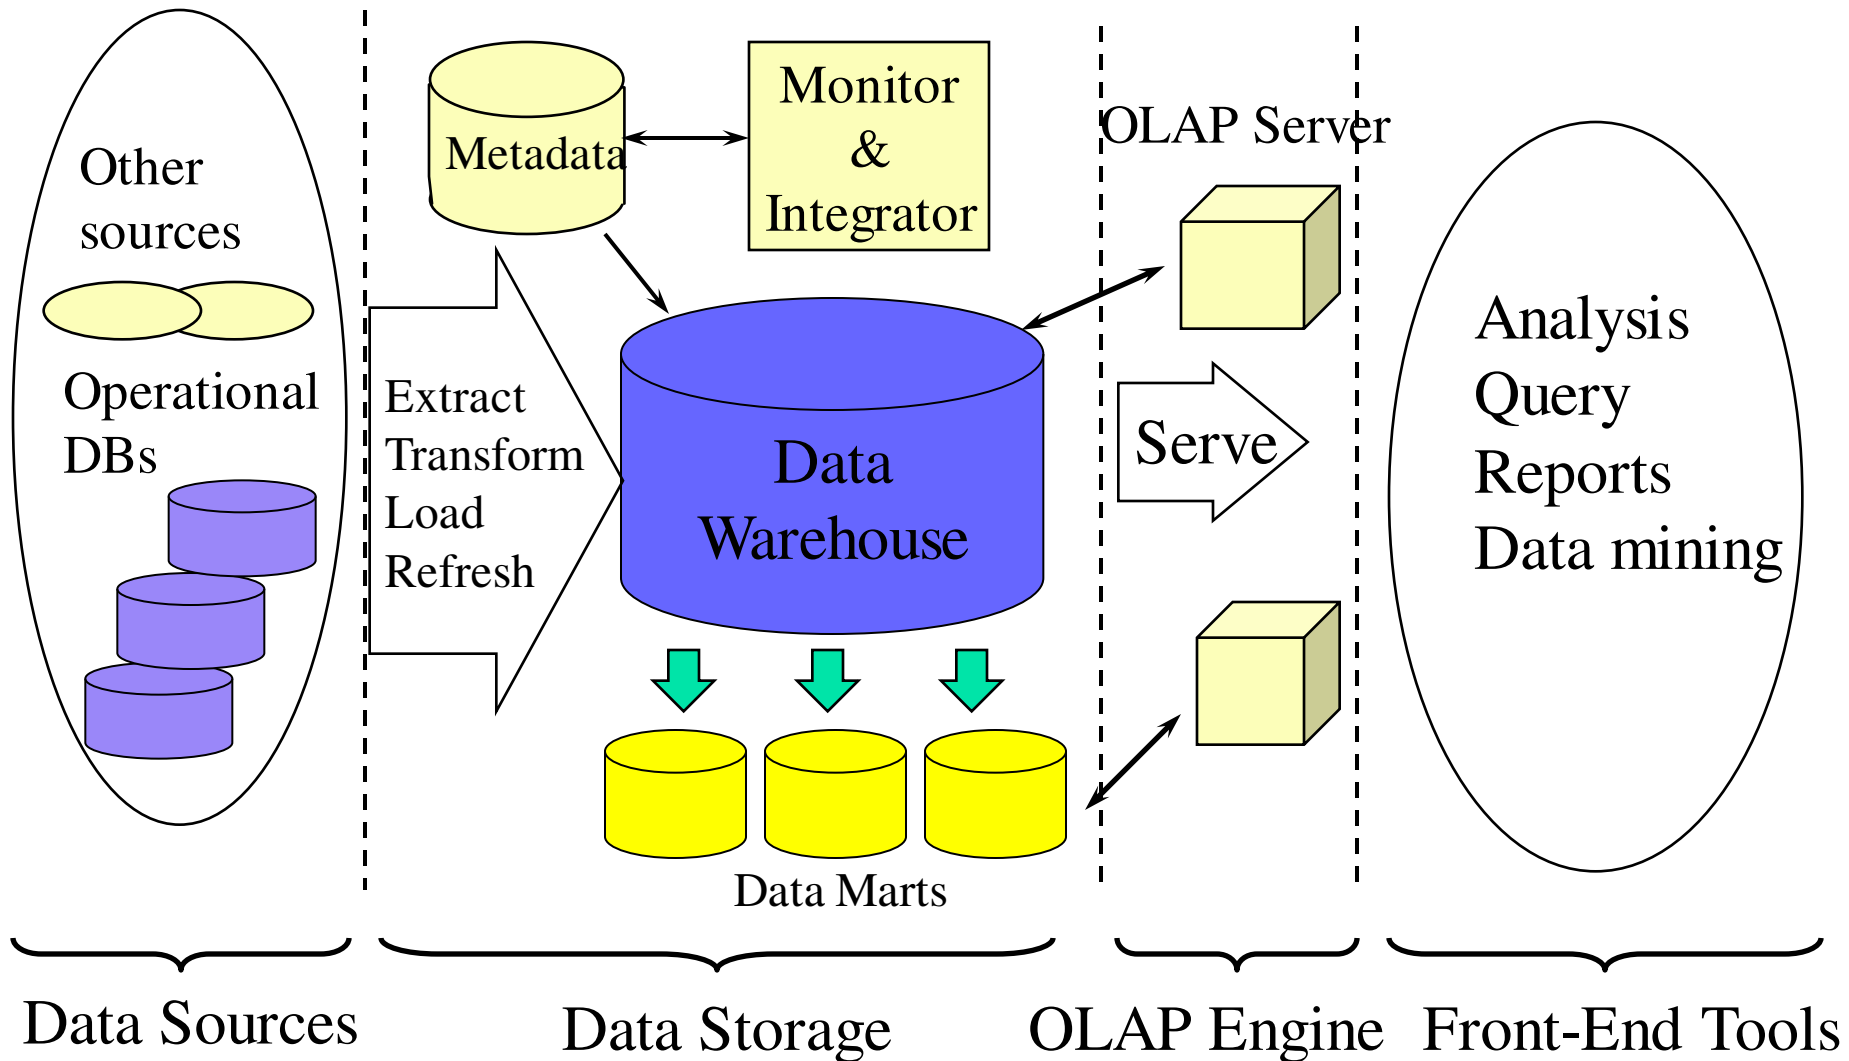 Other
sources
Operational
DBs
Metadata
Monitor
&
Integrator
Extract
Transform
Load
Refresh
Data
Warehouse
Data Marts
OLAP Server
Serve
Analysis
Query
Reports
Data mining
Data Sources
Data Storage
OLAP Engine
Front-End Tools